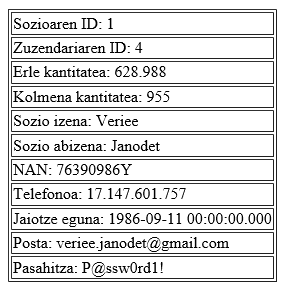 Sozioaren ID: 1
Zuzendariaren ID: 4
Erle kantitatea: 628.988
Kolmena kantitatea: 955
Sozio izena: Veriee
Sozio abizena: Janodet
NAN: 76390986Y
Telefonoa: 17.147.601.757
Jaiotze eguna: 1986-09-11 00:00:00.000
Posta: veriee.janodet@gmail.com
Pasahitza: P@ssw0rd1!